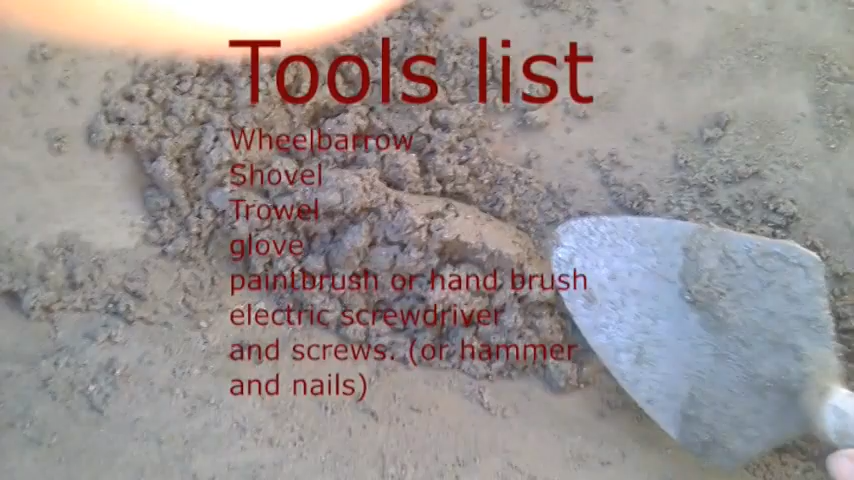 Tools list
Wheelbarrow
Shovel
Trowel
glove
paintbrush or hand brush
electric screwdriver
and screws. (or hammer
and nails)